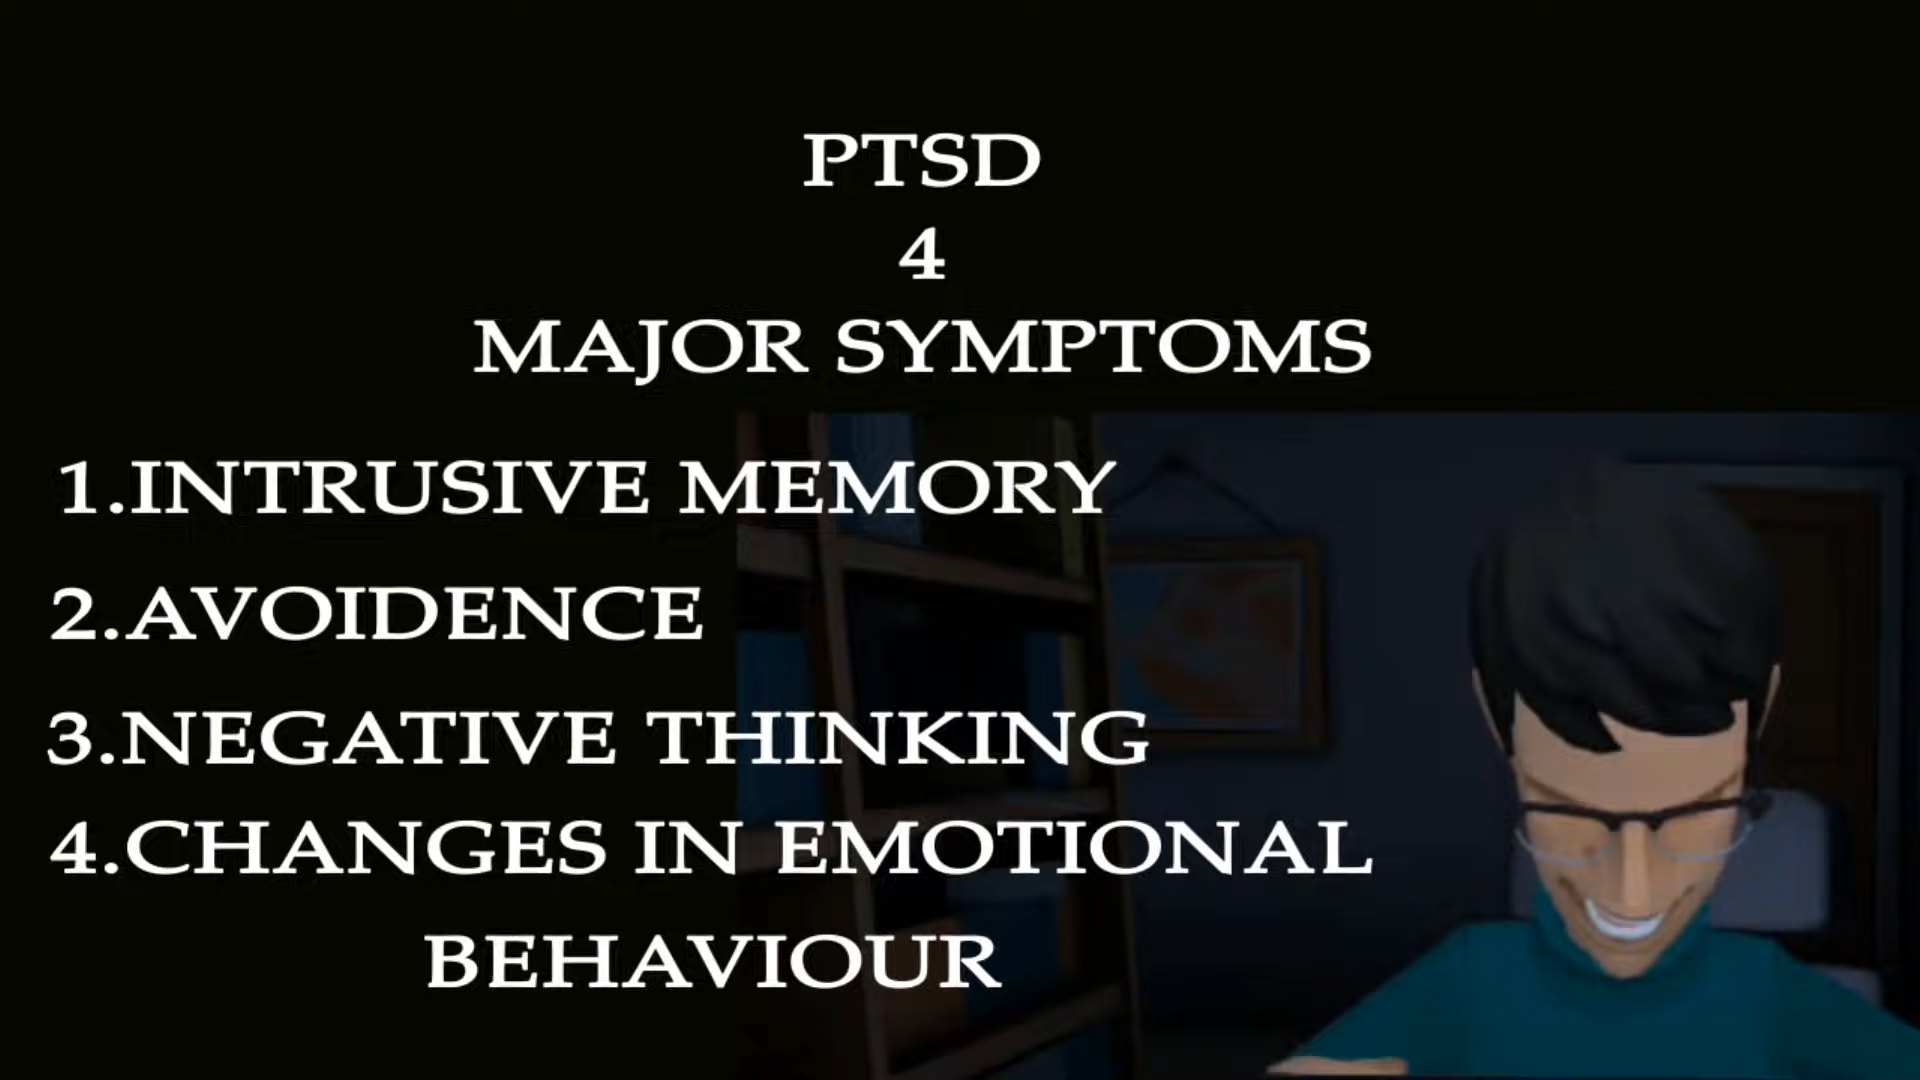 PTSD
4
MAJOR SYMPTOMS
1.INTRUSIVE MEMORY
2.AVOIDENCE
3.NEGATIVE THINKING
4.CHANGES IN EMOTIONAL
BEHAVIOUR